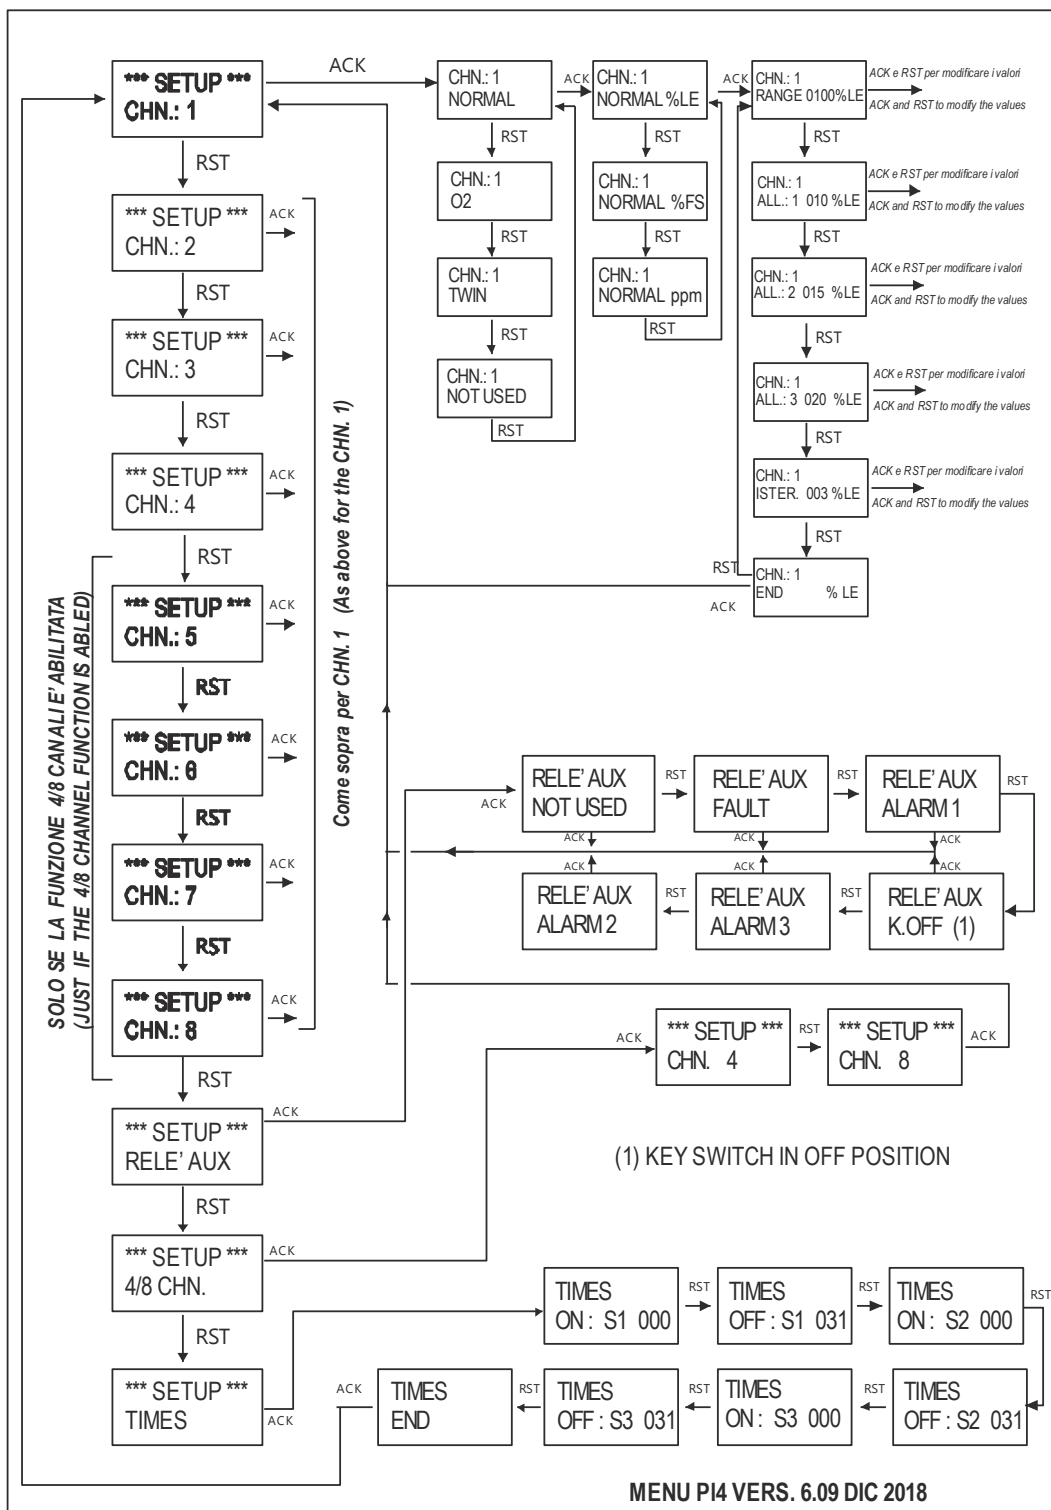 *** SETUP ***
CHN.: 1
ACK
RST
*** SETUP ***
CHN.: 2
ACK
RST
*** SETUP ***
CHN.: 3
ACK
RST
*** SETUP ***
CHN.: 4
ACK
RST
*** SETUP ***
CHN.: 5
ACK
RST
*** SETUP ***
CHN.: 6
ACK
RST
*** SETUP ***
CHN.: 7
ACK
RST
*** SETUP ***
CHN.: 8
ACK
RST
*** SETUP ***
RELE' AUX
ACK
RST
*** SETUP ***
4/8 CHN.
ACK
RST
*** SETUP ***
TIMES
ACK
SOLO SE LA FUNZIONE 4/8 CANALI E' ABILITATA
(JUST IF THE 4/8 CHANNEL FUNCTION IS ABLED)
Come sopra per CHN. 1 (As above for the CHN. 1)
CHN.: 1
NORMAL
ACK
RST
CHN.: 1
O2
RST
CHN.: 1
TWIN
RST
CHN.: 1
NOT USED
RST
CHN.: 1
NORMAL %LE
ACK
RST
CHN.: 1
NORMAL %FS
RST
CHN.: 1
NORMAL ppm
RST
CHN.: 1
RANGE 0100%LE
ACK e RST per modificare i valori
ACK and RST to modify the values
RST
CHN.: 1
ALL.: 1 010 %LE
ACK e RST per modificare i valori
ACK and RST to modify the values
RST
CHN.: 1
ALL.: 2 015 %LE
ACK e RST per modificare i valori
ACK and RST to modify the values
RST
CHN.: 1
ALL.: 3 020 %LE
ACK e RST per modificare i valori
ACK and RST to modify the values
RST
CHN.: 1
ISTER. 003 %LE
ACK e RST per modificare i valori
ACK and RST to modify the values
RST
RST
CHN.: 1
END % LE
ACK
ACK
RELE' AUX
NOT USED
RST
RELE' AUX
FAULT
RST
RELE' AUX
ALARM 1
RST
ACK
ACK
ACK
ACK
ACK
ACK
RELE' AUX
ALARM 2
RST
RELE' AUX
ALARM 3
RST
RELE' AUX
K.OFF (1)
ACK
*** SETUP ***
CHN. 4
RST
*** SETUP ***
CHN. 8
ACK
(1) KEY SWITCH IN OFF POSITION
TIMES
ON : S1 000
RST
TIMES
OFF : S1 031
RST
TIMES
ON : S2 000
RST
ACK
TIMES
END
RST
TIMES
OFF : S3 031
RST
TIMES
ON : S3 000
RST
TIMES
OFF : S2 031
MENU PI4 VERS. 6.09 DIC 2018